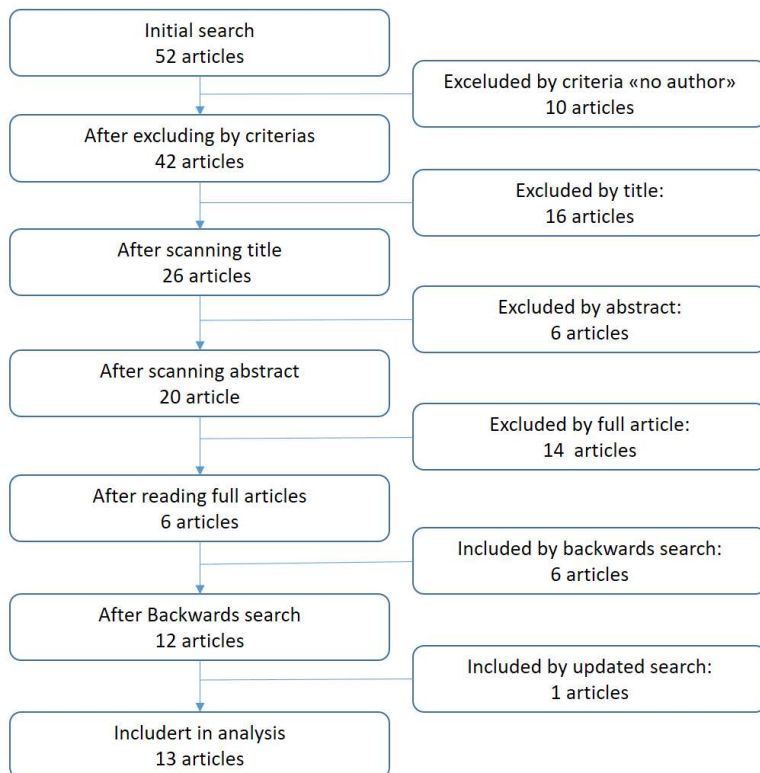 Initial search
52 articles
Exceluded by criteria «no author»
10 articles
After excluding by criterias
42 articles
Excluded by title:
16 articles
After scanning title
26 articles
Excluded by abstract:
6 articles
After scanning abstract
20 article
Excluded by full article:
14 articles
After reading full articles
6 articles
Included by backwards search:
6 articles
After Backwards search
12 articles
Included by updated search:
1 articles
Includert in analysis
13 articles